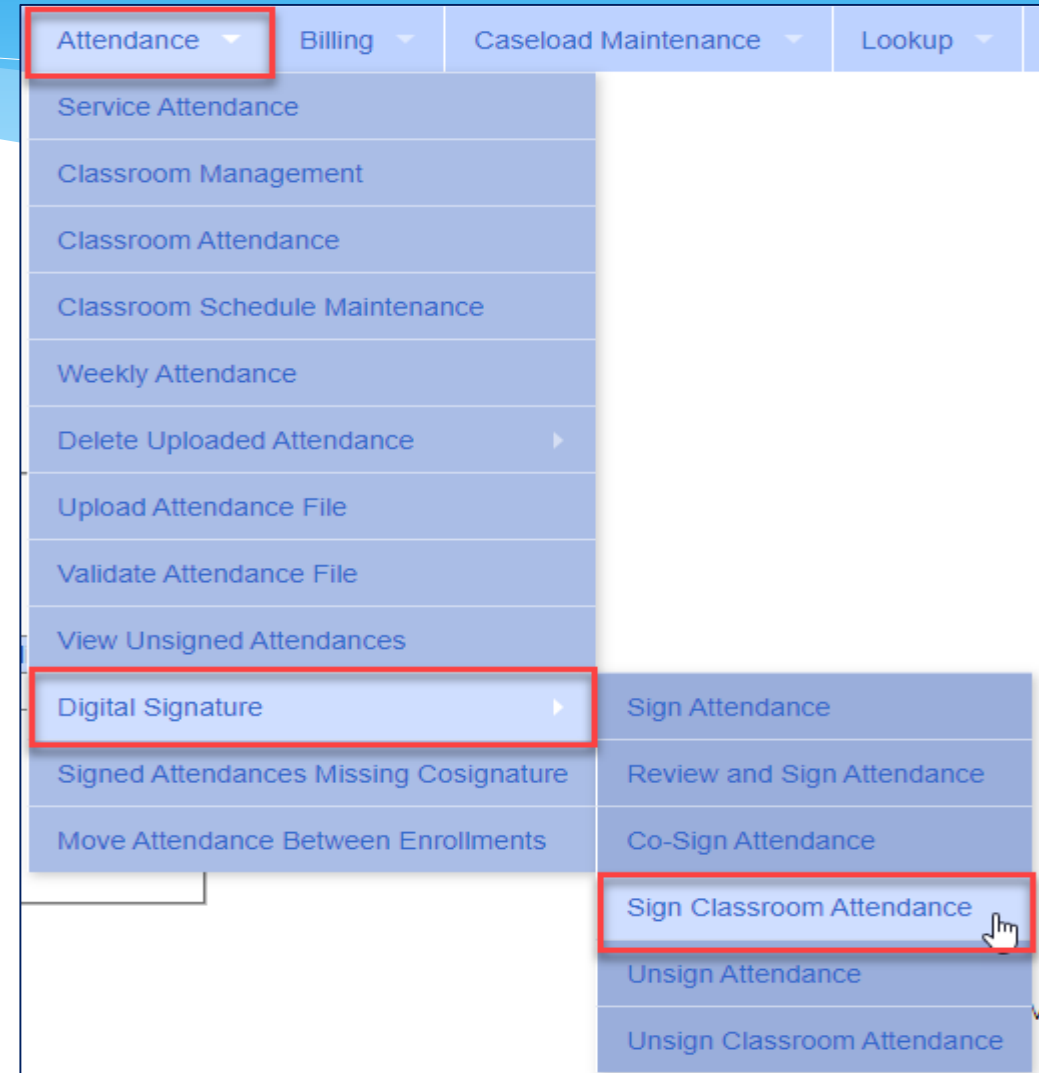 Attendance
Billing
Caseload Maintenance
Lookup
Service Attendance
Classroom Management
Classroom Attendance
Classroom Schedule Maintenance
Weekly Attendance
Delete Uploaded Attendance
Upload Attendance File
Validate Attendance File
View Unsigned Attendances
Digital Signature
Signed Attendances Missing Cosignature
Move Attendance Between Enrollments
Sign Attendance
Review and Sign Attendance
Co-Sign Attendance
Sign Classroom Attendance
Unsign Attendance
Unsign Classroom Attendance